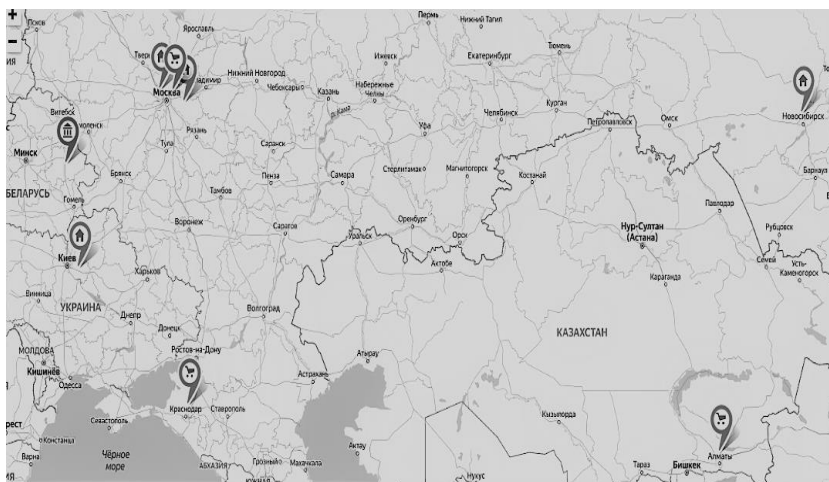 +
Псков
Ярославль
Пермь
Нижний Тагил
Тверь
Ижевск
Екатеринбург
Тюмень
−
Нижний Новгород
Москва
Чебоксары
Казань
Набережные
Челны
р. Кама
Челябинск
Курган
Новосибирск
Витебск
Рязань
Уфа
Петропавловск
Омск
Минск
Тула
Саранск
Брянск
Пенза
Самара
Стерлитамак
Магнитогорск
Костанай
Барнаул
БЕЛАРУСЬ
Тамбов
Гомель
Воронеж
Саратов
Оренбург
Павлодар
Уральск
Орск
Нур-Султан
(Астана)
Рубцовск
Киев
Актобе
Семей
Усть-
Каменогорск
Харьков
Караганда
Винница
УКРАИНА
Днепр
Волгоград
Донецк
КАЗАХСТАН
МОЛДОВА
Ростов-на-Дону
Атырау
Кишинёв
Одесса
Астрахань
Краснодар
Ставрополь
Кызылорда
Севастополь
Констанца
Актау
Алматы
Варна
Чёрное
море
АБХАЗИЯ
Грозный
Махачкала
Нукус
Тараз
Бишкек
ЮЖНАЯ